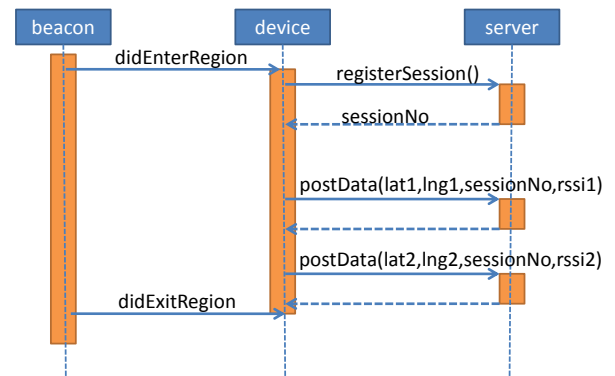 beacon
device
server
didEnterRegion
registerSession()
sessionNo
postData(lat1,lng1,sessionNo,rssi1)
postData(lat2,lng2,sessionNo,rssi2)
didExitRegion